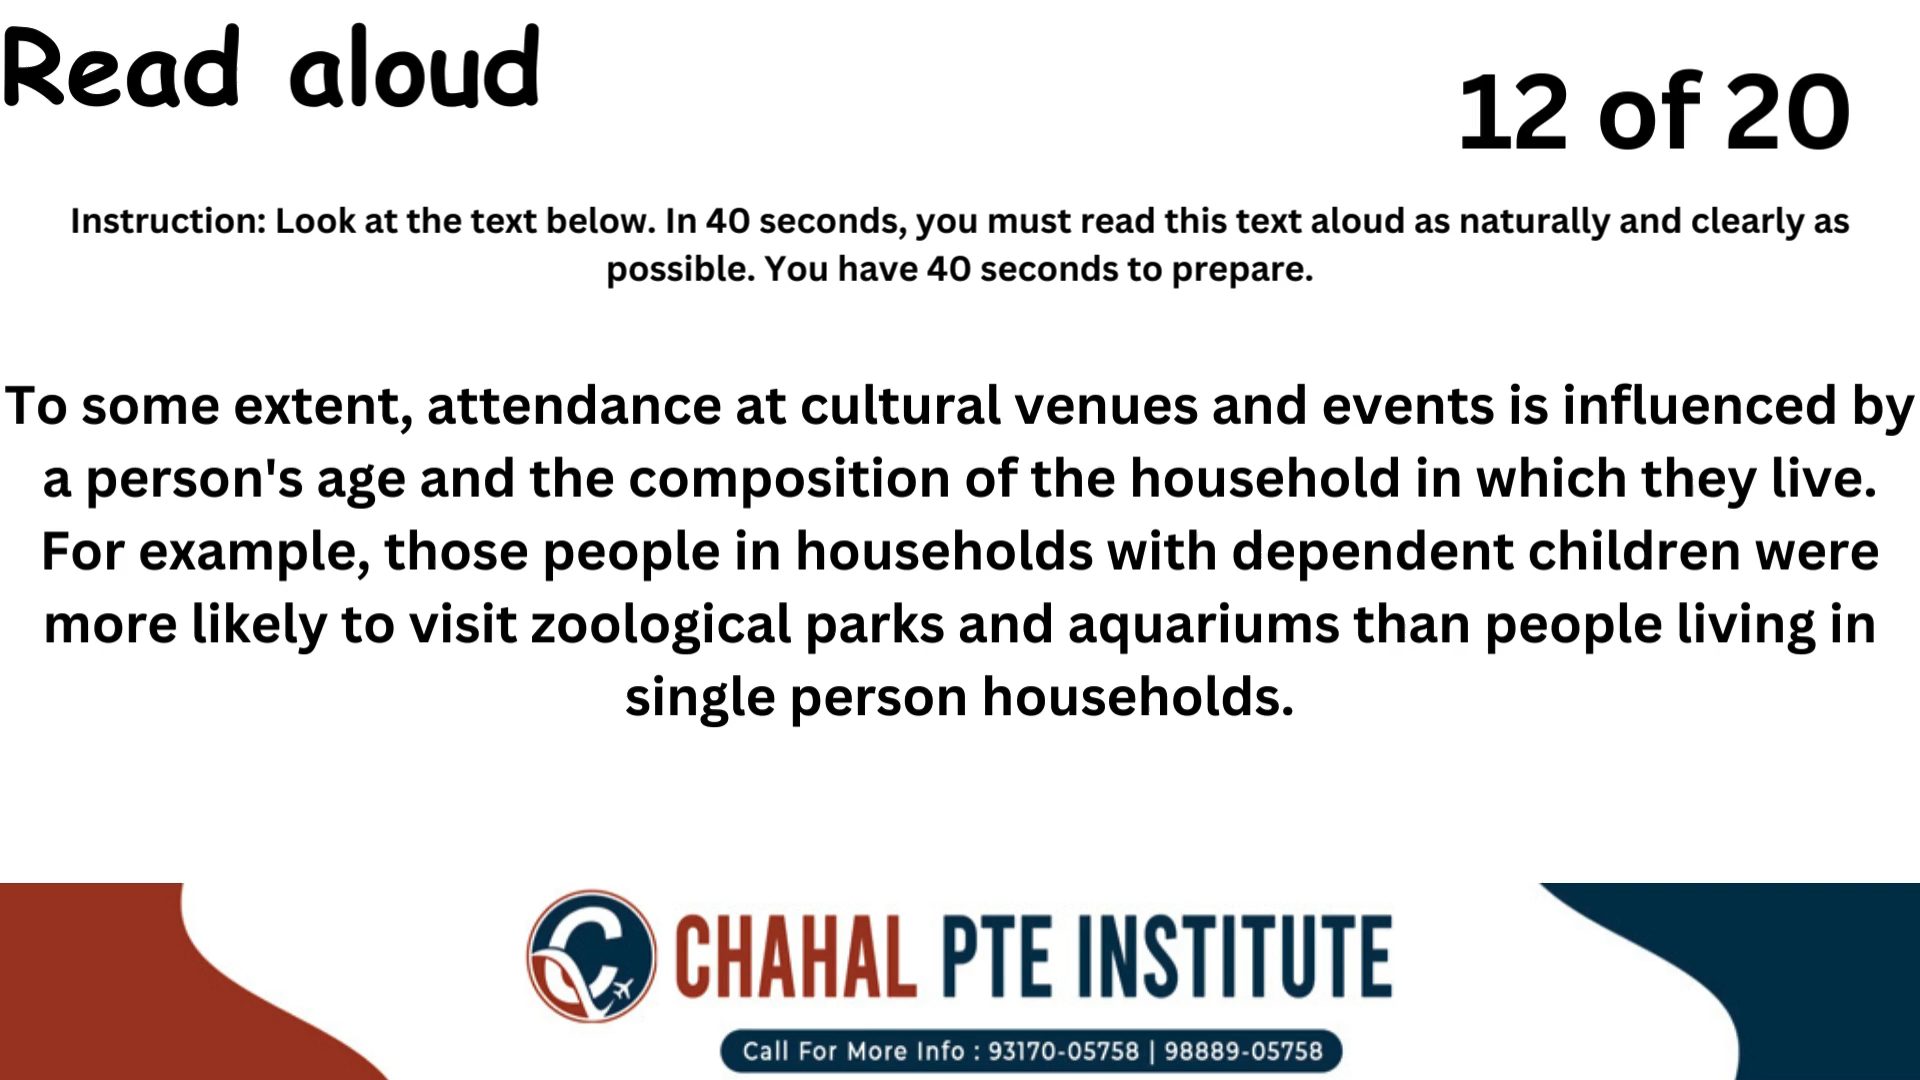 Read aloud
12 of 20
Instruction: Look at the text below. In 40 seconds, you must read this text aloud as naturally and clearly as
possible. You have 40 seconds to prepare.
To some extent, attendance at cultural venues and events is influenced by
a person's age and the composition of the household in which they live.
For example, those people in households with dependent children were
more likely to visit zoological parks and aquariums than people living in
single person households.
CHAHAL PTE INSTITUTE
Call For More Info : 93170-05758 | 98889-05758